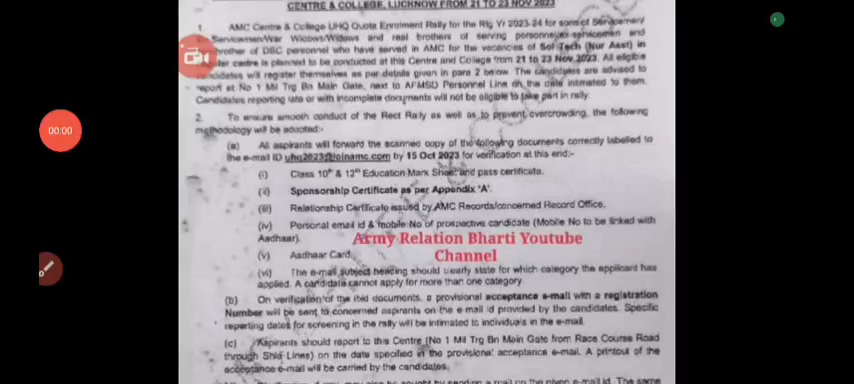 CENTRE & COLLEGE, LUCKNOW FROM 21 TO 23 NOV 2023
1. AMC Centre & College UHQ Quota Enrolment Rally for the Rtg Yr 2023-24 for sons of Servicemen/
Servicemen/War Widows/Widows and real brothers of serving personnel/ex-servicemen and
brother of DSC personnel who have served in AMC for the vacancies of Sol Tech (Nur Asst) in
cadre is planned to be conducted at this Centre and College from 21 to 23 Nov 2023. All eligible
candidates will register themselves as per details given in para 2 below. The candidates are advised to
report at No 1 Mil Trg Bn Main Gate, next to AFMSD Personnel Line on the date intimated to them.
Candidates reporting late or with incomplete documents will not be eligible to take part in rally.
2. To ensure smooth conduct of the Rect Rally as well as to prevent overcrowding, the following
methodology will be adopted:-
(a) All aspirants will forward the scanned copy of the following documents correctly labelled to
the e-mail ID uhq2023@joinamc.com by 15 Oct 2023 for verification at this end:-
(i) Class 10th & 12th Education Mark Sheet and pass certificate.
(ii) Sponsorship Certificate as per Appendix 'A'.
(iii) Relationship Certificate issued by AMC Records/concerned Record Office.
(iv) Personal email id & mobile No of prospective candidate (Mobile No to be linked with
Aadhaar).
Army Relation Bharti Youtube
Channel
(v) Aadhaar Card.
(vi) The e-mail subject heading should clearly state for which category the applicant has
applied. A candidate cannot apply for more than one category.
(b) On verification of the ibid documents, a provisional acceptance e-mail with a registration
Number will be sent to concerned aspirants on the e mail id provided by the candidates. Specific
reporting dates for screening in the rally will be intimated to individuals in the e-mail.
(c) Aspirants should report to this Centre (No 1 Mil Trg Bn Main Gate from Race Course Road
through Shia Lines) on the date specified in the provisional acceptance e-mail. A printout of the
acceptance e-mail will be carried by the candidates.
00:00